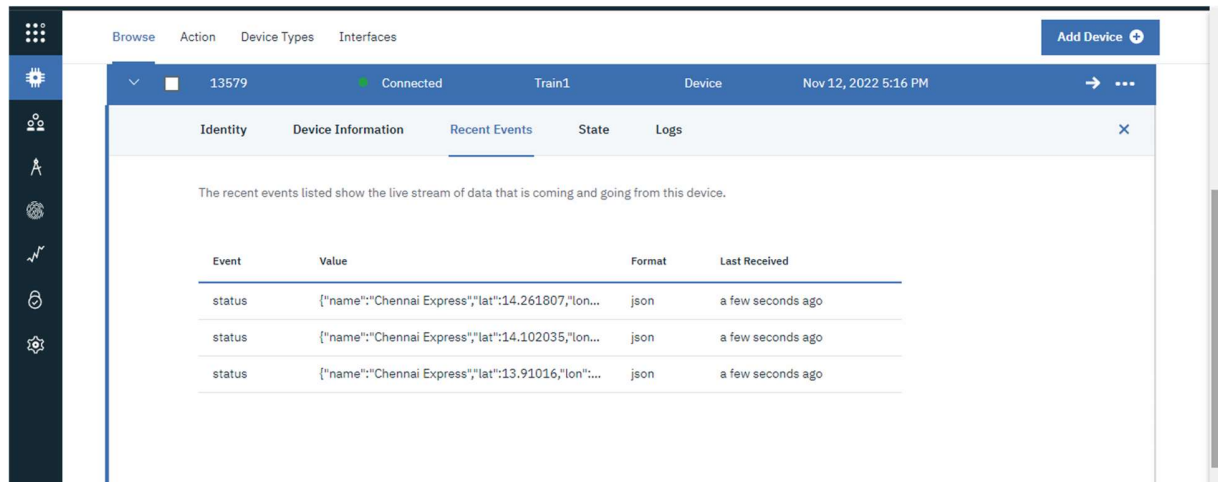 Browse Action Device Types Interfaces Add Device
13579 Connected Train1 Device Nov 12, 2022 5:16 PM
Identity Device Information Recent Events State Logs
The recent events listed show the live stream of data that is coming and going from this device.
Event Value Format Last Received
status {"name":"Chennai Express","lat":14.261807,"lon... json a few seconds ago
status {"name":"Chennai Express","lat":14.102035,"lon... json a few seconds ago
status {"name":"Chennai Express","lat":13.91016,"lon":... json a few seconds ago